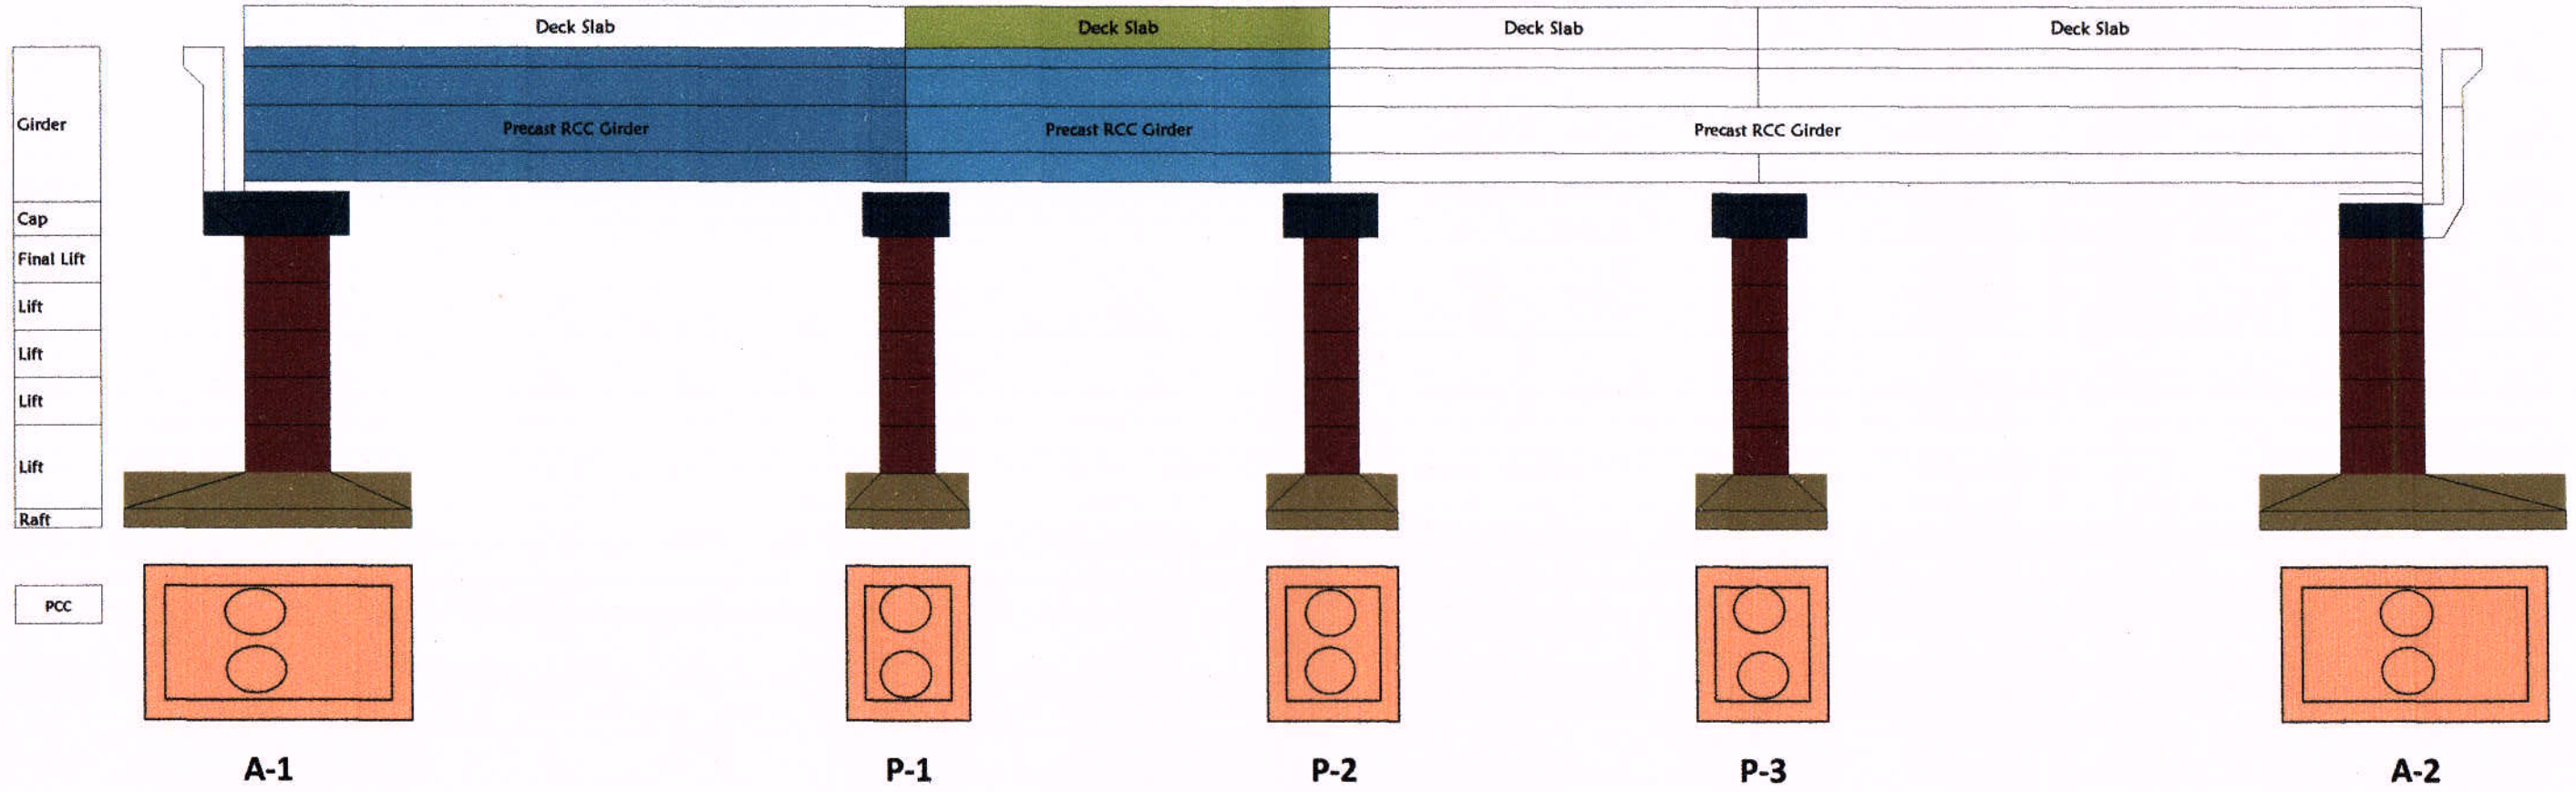 Deck Slab
Deck Slab
Deck Slab
Deck Slab
Girder
Precast RCC Girder
Precast RCC Girder
Precast RCC Girder
Cap
Final Lift
Lift
Lift
Lift
Lift
Raft
PCC
A-1
P-1
P-2
P-3
A-2